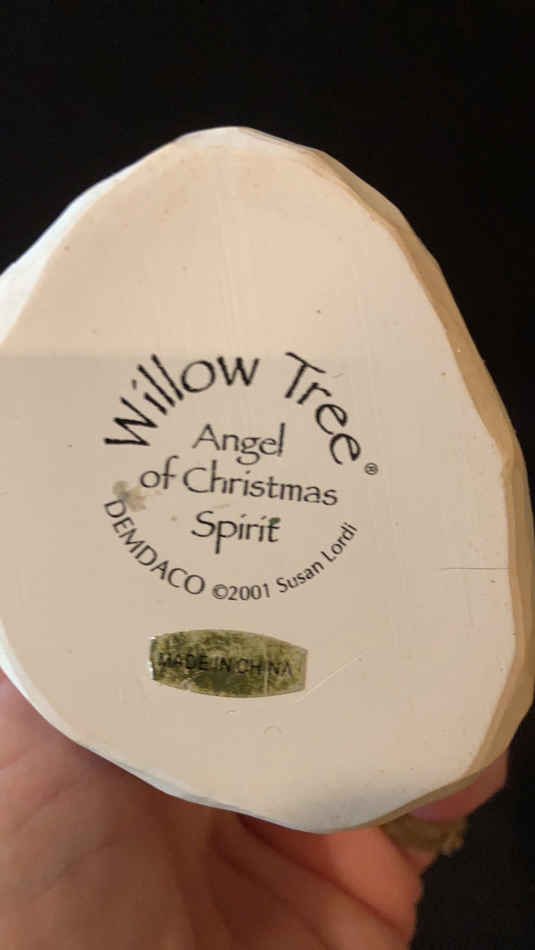 Willow Tree®
Angel
of Christmas
Spirit
DEMDACO ©2001 Susan Lordi
MADE IN CHINA